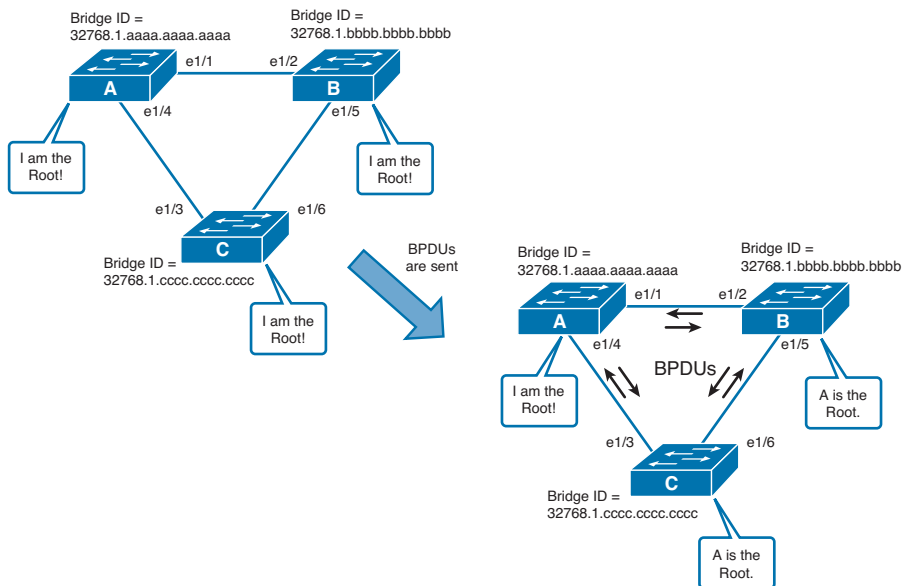 Bridge ID =
32768.1.aaaa.aaaa.aaaa
Bridge ID =
32768.1.bbbb.bbbb.bbbb
e1/1
e1/2
A
B
e1/4
e1/5
I am the
Root!
I am the
Root!
e1/3
e1/6
C
Bridge ID =
32768.1.cccc.cccc.cccc
I am the
Root!
BPDUs
are sent
Bridge ID =
32768.1.aaaa.aaaa.aaaa
Bridge ID =
32768.1.bbbb.bbbb.bbbb
e1/1
e1/2
A
B
e1/4
e1/5
BPDUs
I am the
Root!
A is the
Root.
e1/3
e1/6
C
Bridge ID =
32768.1.cccc.cccc.cccc
A is the
Root.